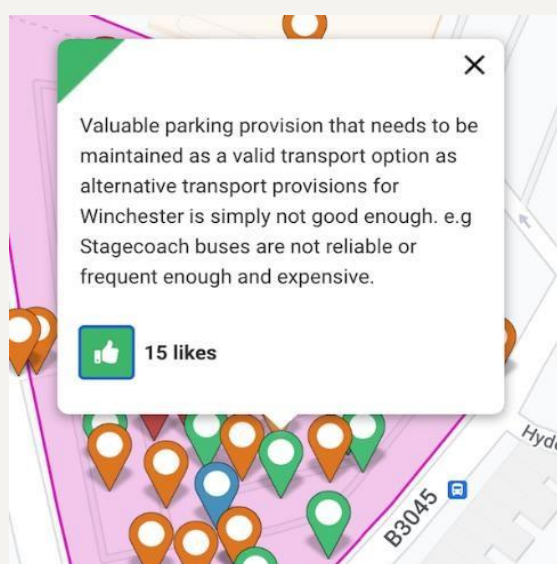 Valuable parking provision that needs to be
maintained as a valid transport option as
alternative transport provisions for
Winchester is simply not good enough. e.g
Stagecoach buses are not reliable or
frequent enough and expensive.
15 likes
Hyde
B3045